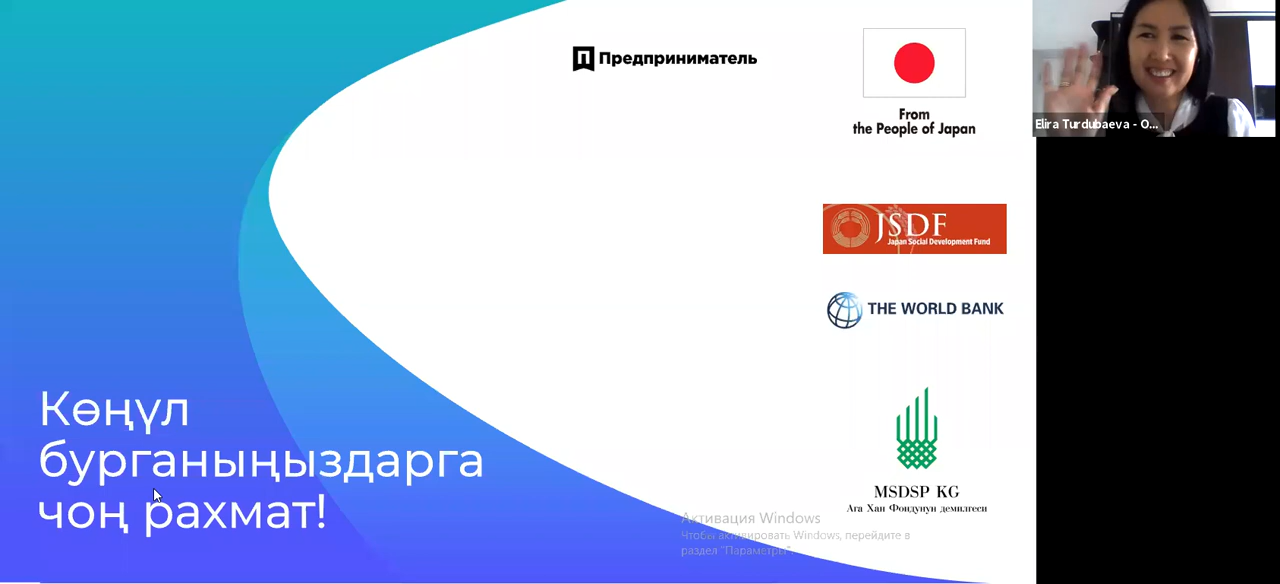 Предприниматель
From
the People of Japan
Elira Turdubaeva - O...
JSDF
Japan Social Development Fund
THE WORLD BANK
Көңүл
бурганыңыздарга
чоң рахмат!
MSDSP KG
Ага Хан Фондунун демилгеси
Активация Windows
Чтобы активировать Windows, перейдите в
раздел "Параметры".